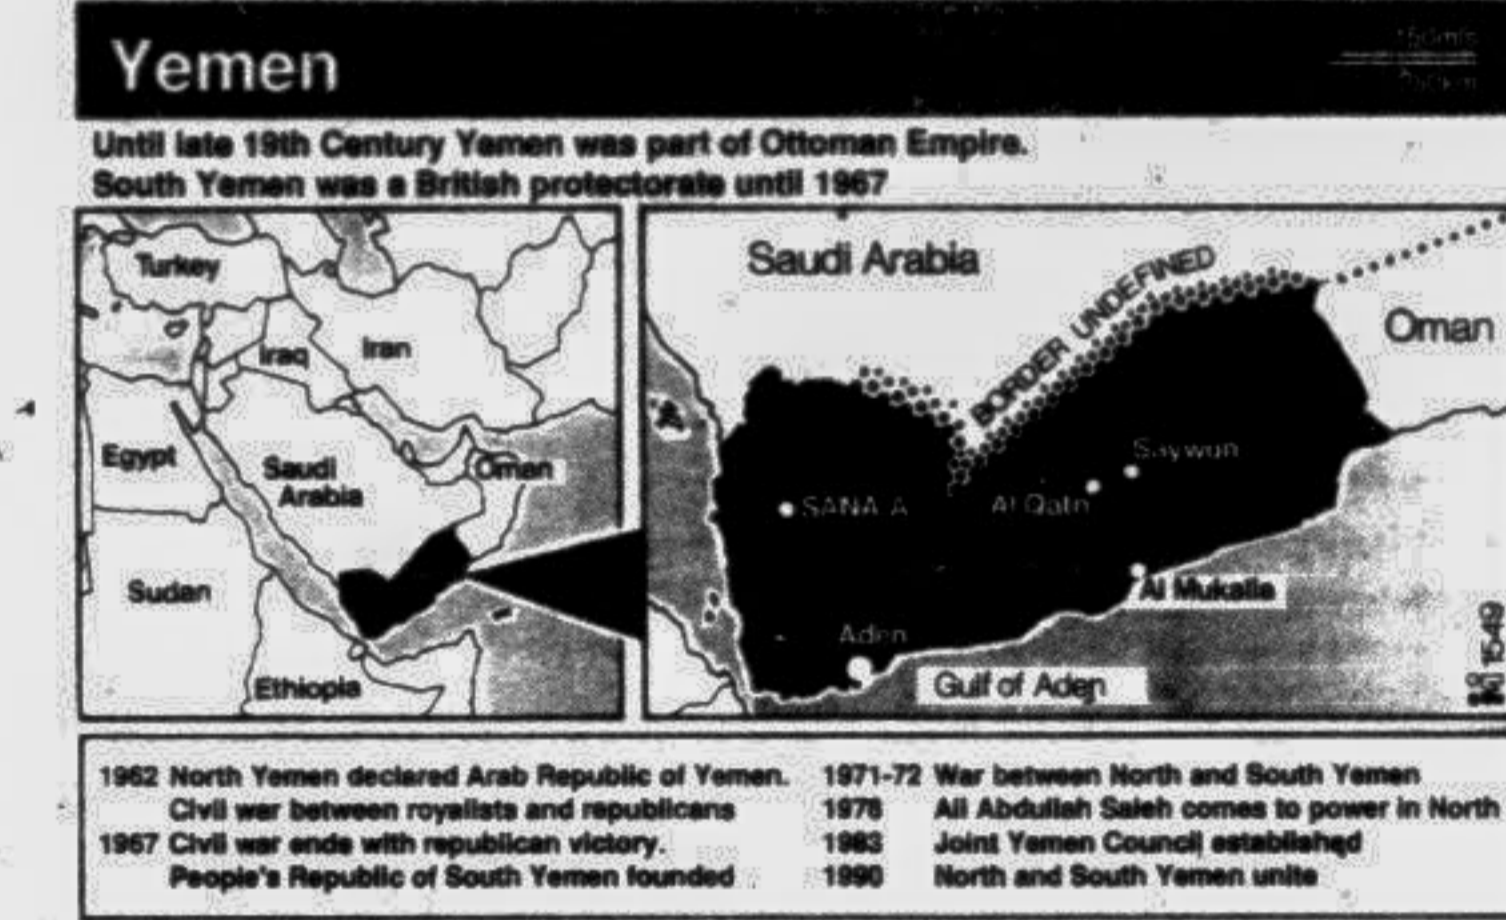 Yemen
Until late 19th Century Yemen was part of Ottoman Empire.
South Yemen was a British protectorate until 1967
Turkey
Iraq
Iran
Egypt
Saudi
Arabia
Oman
Sudan
Ethiopia
Saudi Arabia
BORDER UNDEFINED
Oman
Saywun
Al Qatn
SANA A
Al Mukalla
Aden
Gulf of Aden
1549
1962 North Yemen declared Arab Republic of Yemen.
Civil war between royalists and republicans
1967 Civil war ends with republican victory.
People's Republic of South Yemen founded
1971-72 War between North and South Yemen
1978 Ali Abdullah Saleh comes to power in North
1983 Joint Yemen Council established
1990 North and South Yemen unite